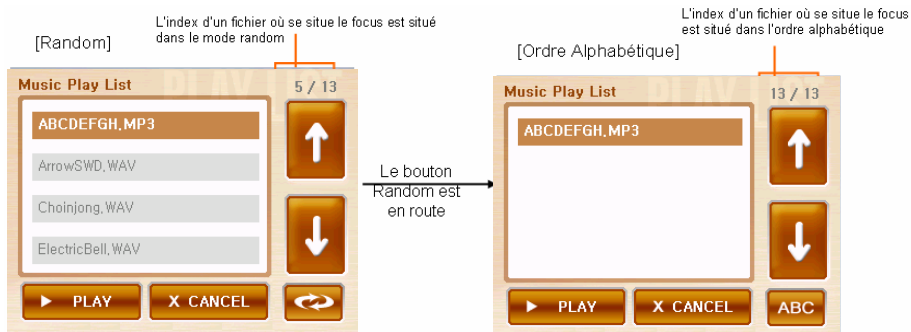 L'index d'un fichier où se situe le focus est situé
dans le mode random
[Random]
Music Play List
5 / 13
ABCDEFGH,MP3
ArrowSWD,WAV
Choinjong,WAV
ElectricBell,WAV
PLAY
X CANCEL
Le bouton
Random est
en route
L'index d'un fichier où se situe le focus
est situé dans l'ordre alphabétique
[Ordre Alphabétique]
Music Play List
13 / 13
ABCDEFGH,MP3
PLAY
X CANCEL
ABC